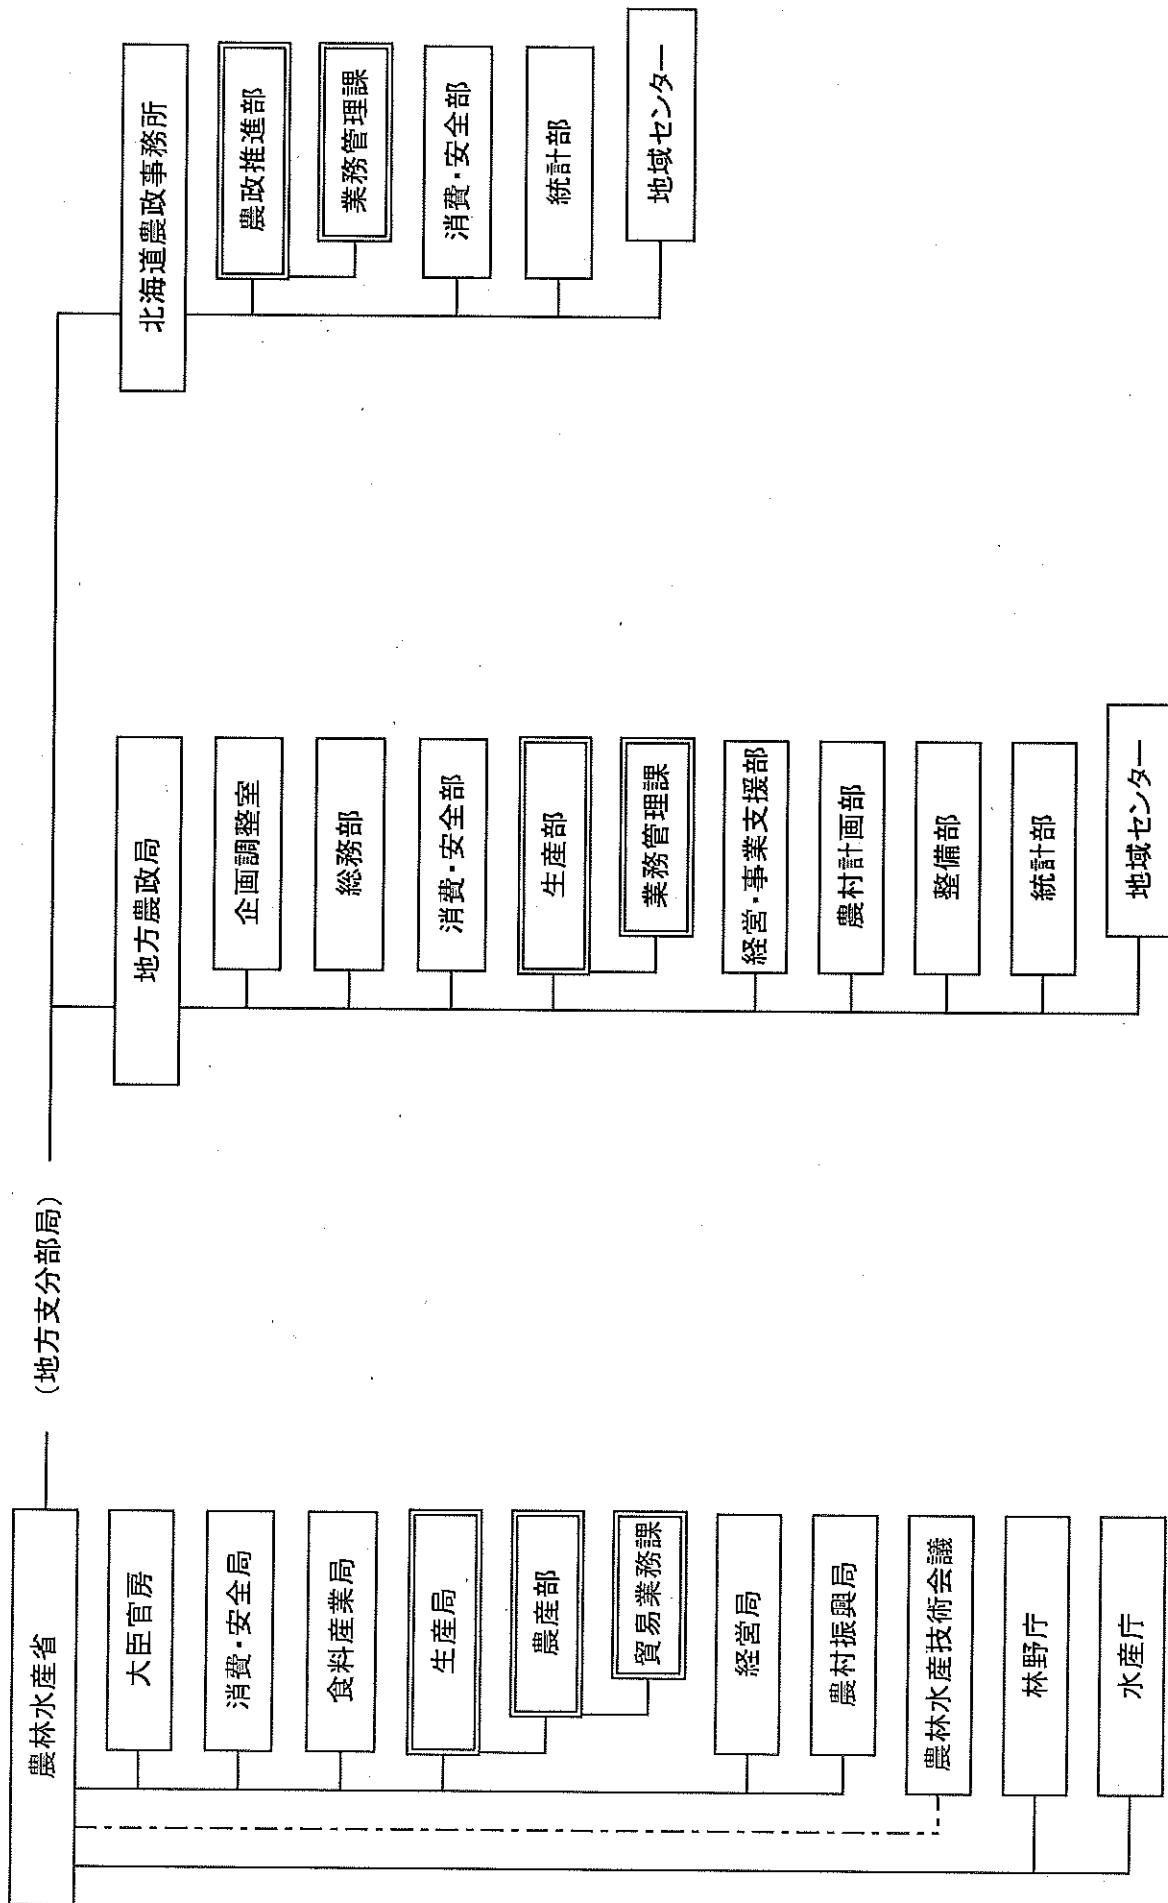 農林水産省
大臣官房
消費・安全局
食料産業局
生産局
農産部
貿易業務課
経営局
農村振興局
農林水産技術会議
林野庁
水産庁
(地方支分部局)
地方農政局
企画調整室
総務部
消費・安全部
生産部
業務管理課
経営・事業支援部
農村計画部
整備部
統計部
地域センター
北海道農政事務所
農政推進部
業務管理課
消費・安全部
統計部
地域センター